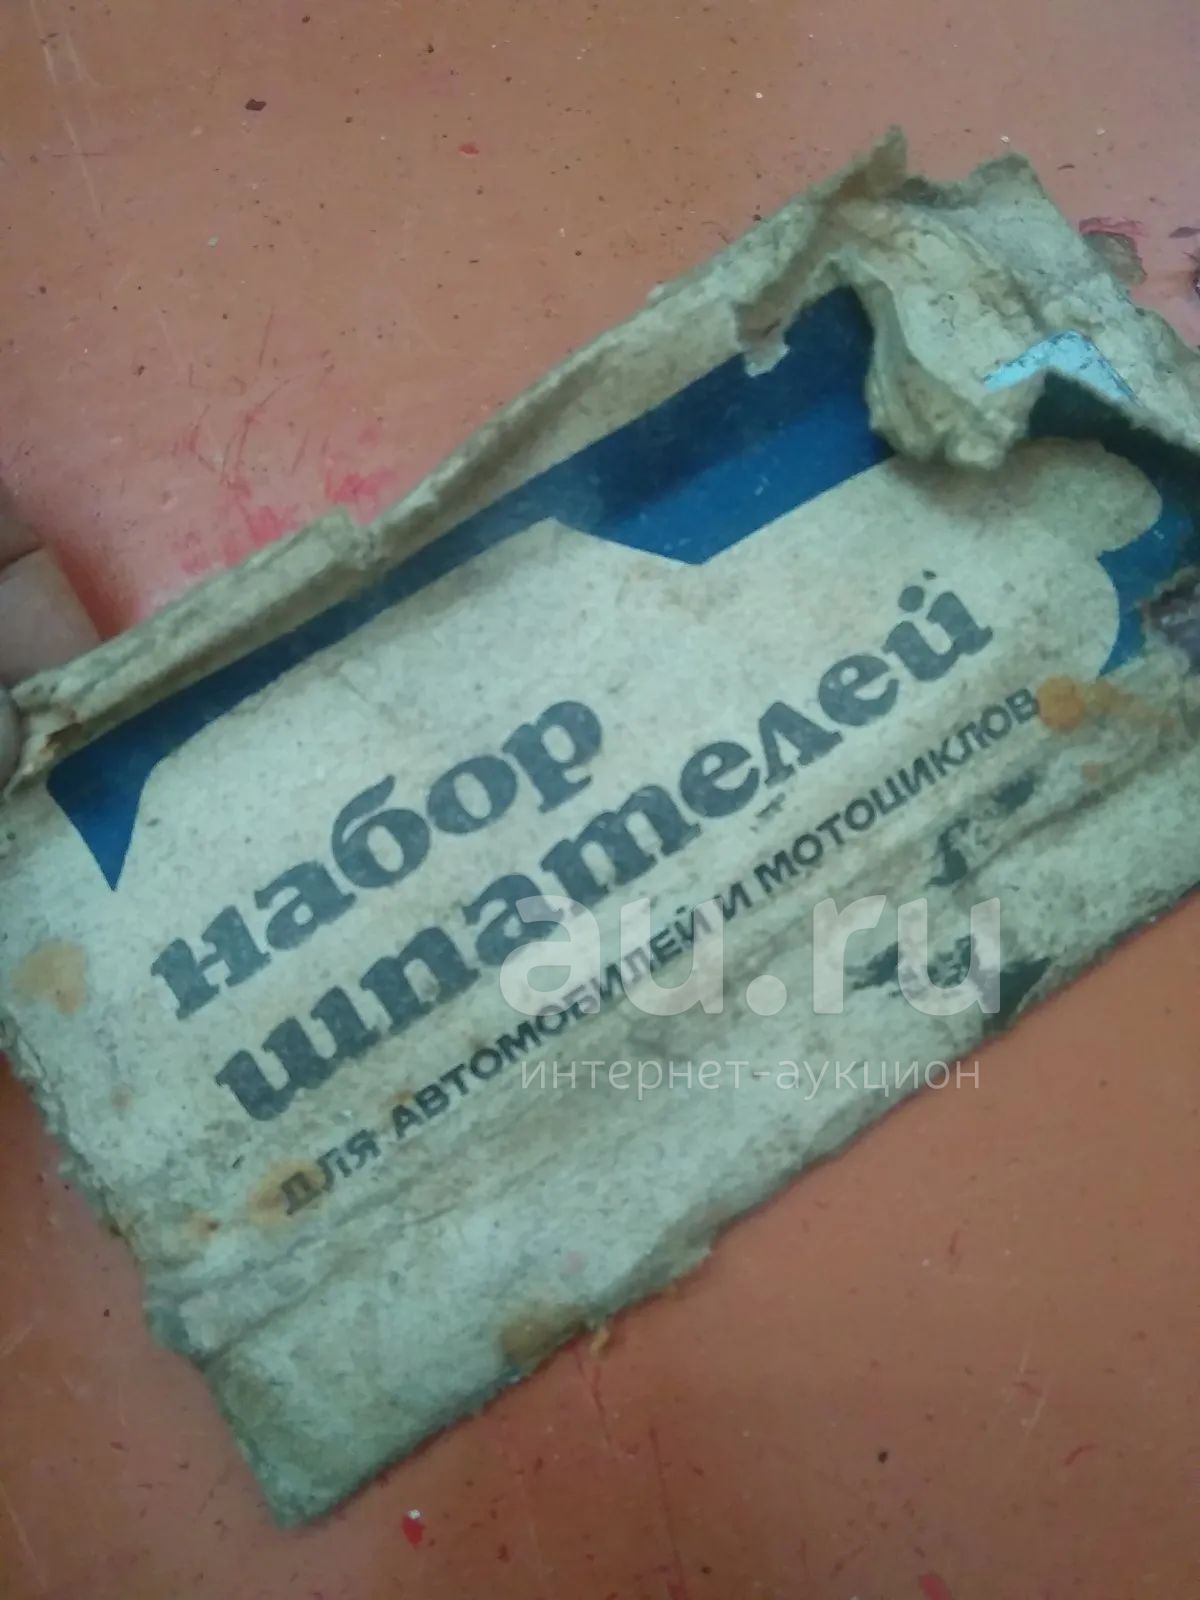 набор
шпателей
ДЛЯ АВТОМОБИЛЕЙ И МОТОЦИКЛОВ
au.ru
интернет-аукцион